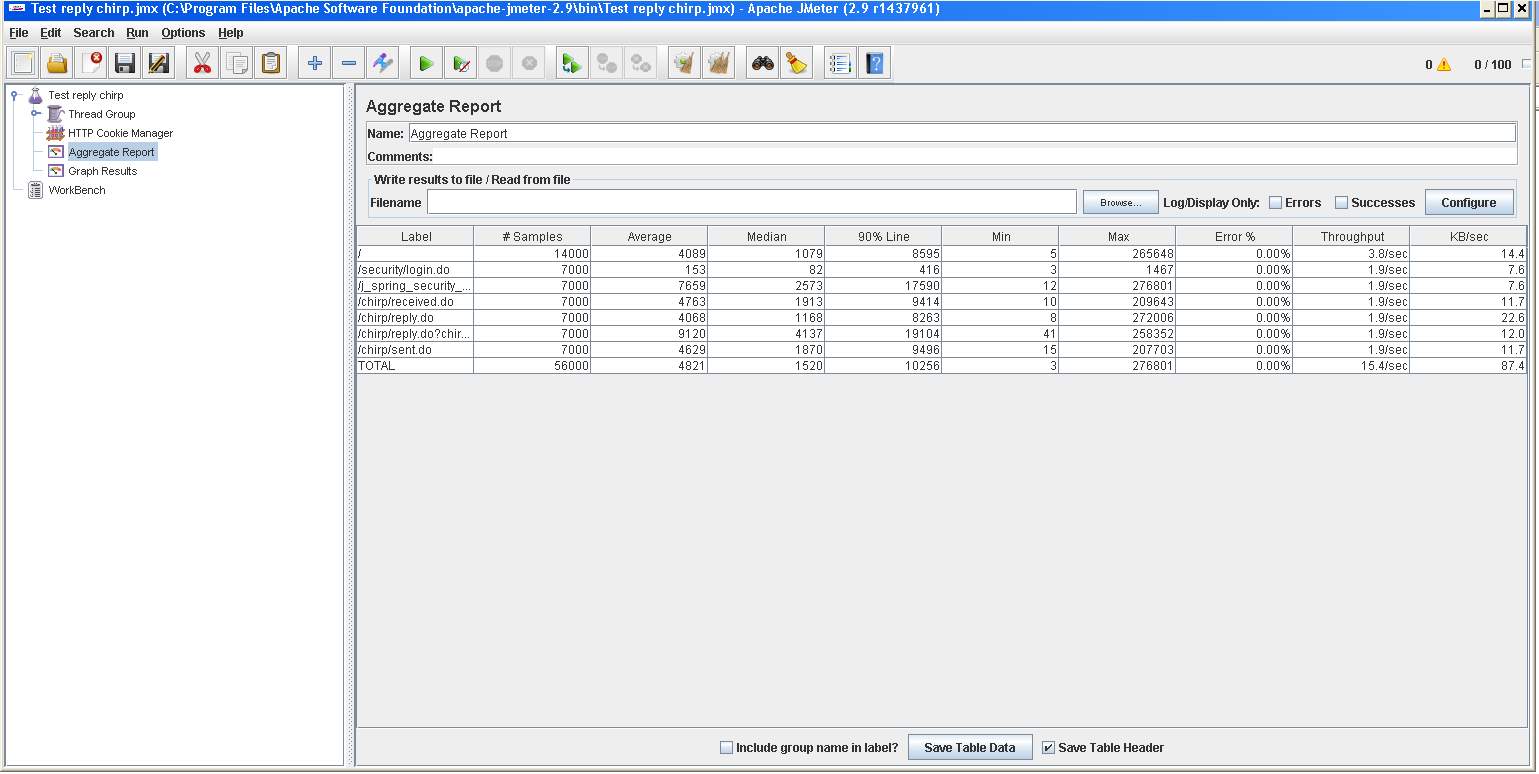 Test reply chirp.jmx (C:\Program Files\Apache Software Foundation\apache-jmeter-2.9\bin\Test reply chirp.jmx) - Apache JMeter (2.9 r1437961)
File Edit Search Run Options Help
0 0 / 100
Test reply chirp
Thread Group
HTTP Cookie Manager
Aggregate Report
Graph Results
WorkBench
Aggregate Report
Name: Aggregate Report
Comments:
Write results to file / Read from file
Filename Browse... Log/Display Only: Errors Successes Configure
Label # Samples Average Median 90% Line Min Max Error % Throughput KB/sec
/ 14000 4089 1079 8595 5 265648 0.00% 3.8/sec 14.4
/security/login.do 7000 153 82 416 3 1467 0.00% 1.9/sec 7.6
/j_spring_security_... 7000 7659 2573 17590 12 276801 0.00% 1.9/sec 7.6
/chirp/received.do 7000 4763 1913 9414 10 209643 0.00% 1.9/sec 11.7
/chirp/reply.do 7000 4068 1168 8263 8 272006 0.00% 1.9/sec 22.6
/chirp/reply.do?chir... 7000 9120 4137 19104 41 258352 0.00% 1.9/sec 12.0
/chirp/sent.do 7000 4629 1870 9496 15 207703 0.00% 1.9/sec 11.7
TOTAL 56000 4821 1520 10256 3 276801 0.00% 15.4/sec 87.4
Include group name in label? Save Table Data Save Table Header